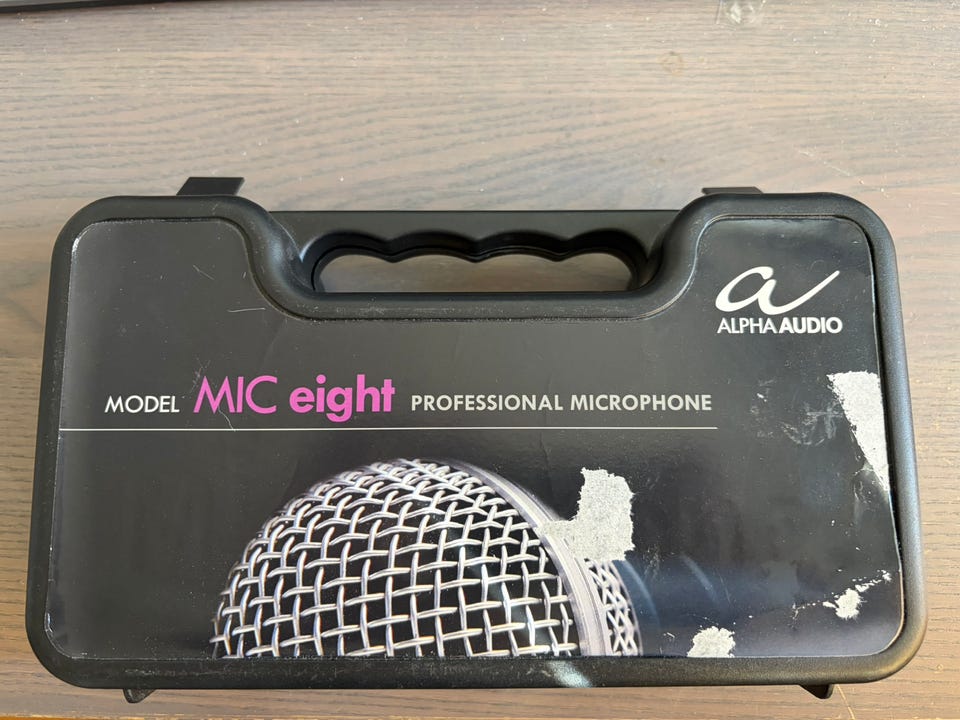 ALPHA AUDIO
MODEL MIC eight PROFESSIONAL MICROPHONE